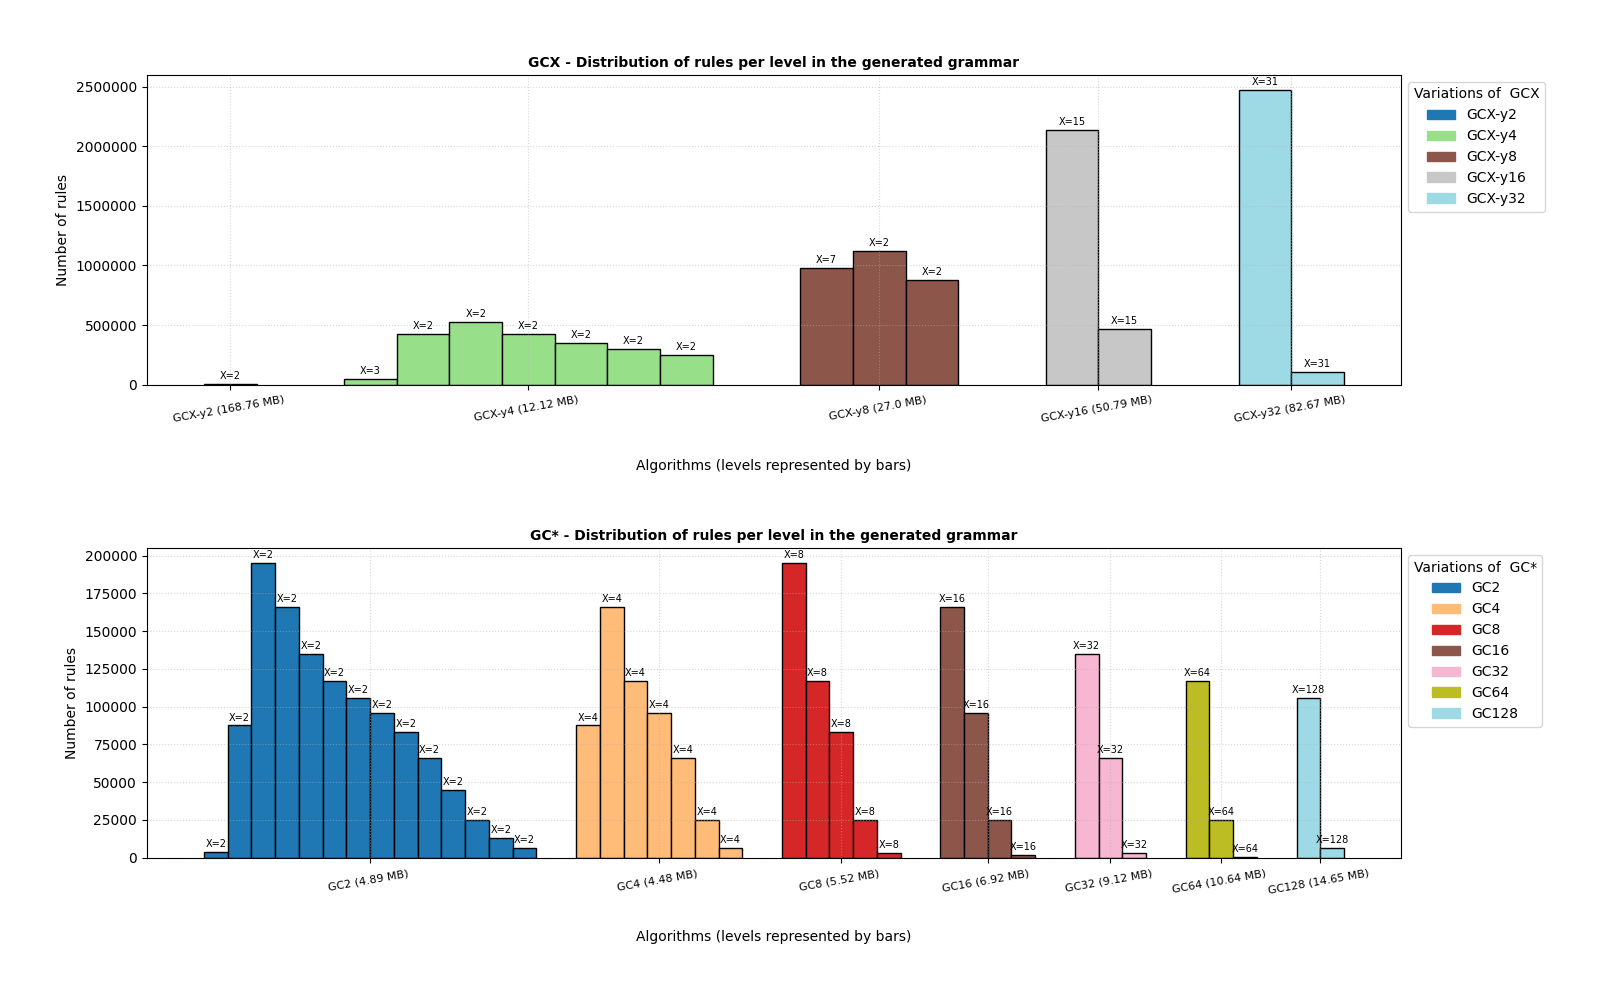 GCX - Distribution of rules per level in the generated grammar
Number of rules
2500000
2000000
1500000
1000000
500000
0
X=2
X=3
X=2
X=2
X=2
X=2
X=2
X=2
X=7
X=2
X=2
X=15
X=15
X=31
X=31
GCX-y2 (168.76 MB)
GCX-y4 (12.12 MB)
GCX-y8 (27.0 MB)
GCX-y16 (50.79 MB)
GCX-y32 (82.67 MB)
Algorithms (levels represented by bars)
Variations of  GCX
GCX-y2
GCX-y4
GCX-y8
GCX-y16
GCX-y32
GC* - Distribution of rules per level in the generated grammar
Number of rules
200000
175000
150000
125000
100000
75000
50000
25000
0
X=2
X=2
X=2
X=2
X=2
X=2
X=2
X=2
X=2
X=2
X=2
X=2
X=2
X=2
X=4
X=4
X=4
X=4
X=4
X=4
X=4
X=8
X=8
X=8
X=8
X=8
X=16
X=16
X=16
X=16
X=32
X=32
X=32
X=64
X=64
X=64
X=128
X=128
GC2 (4.89 MB)
GC4 (4.48 MB)
GC8 (5.52 MB)
GC16 (6.92 MB)
GC32 (9.12 MB)
GC64 (10.64 MB)
GC128 (14.65 MB)
Algorithms (levels represented by bars)
Variations of  GC*
GC2
GC4
GC8
GC16
GC32
GC64
GC128